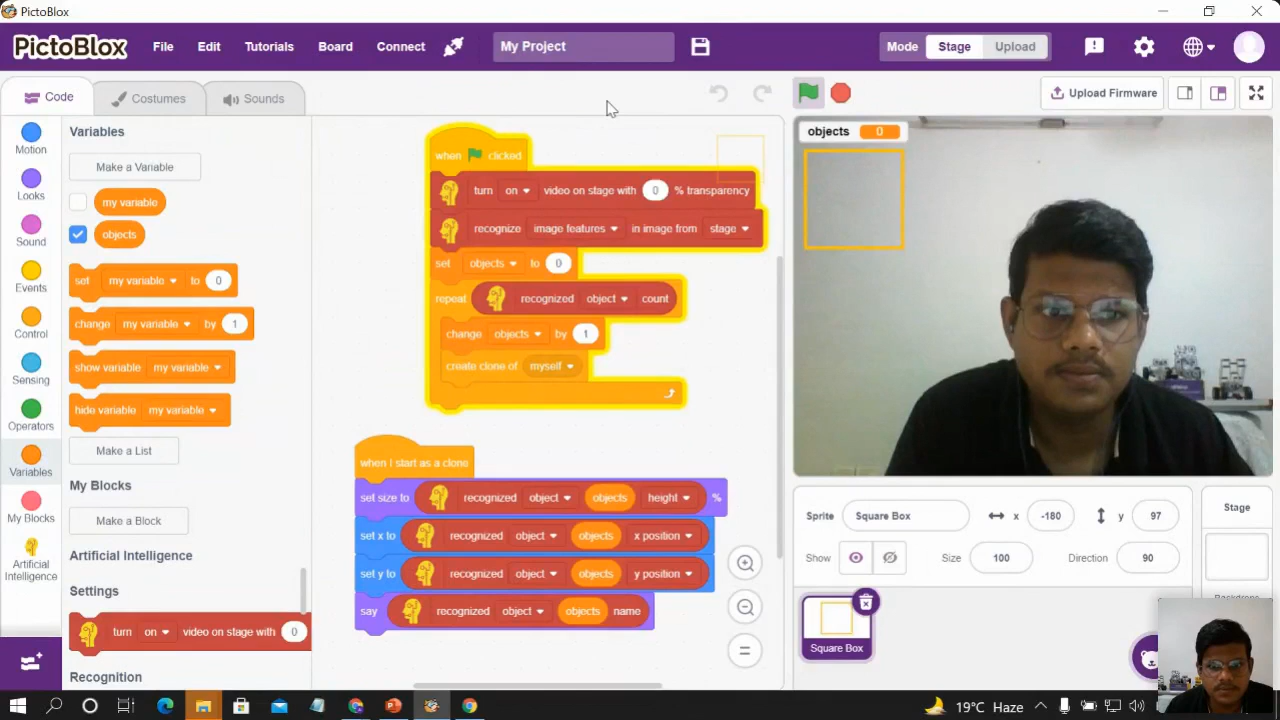 PictoBlox
PictoBlox
File
Edit
Tutorials
Board
Connect
My Project
Mode
Stage
Upload
Code
Costumes
Sounds
Upload Firmware
Motion
Looks
Sound
Events
Control
Sensing
Operators
Variables
My Blocks
Artificial
Intelligence
Variables
Make a Variable
my variable
objects
set my variable to 0
change my variable by 1
show variable my variable
hide variable my variable
Make a List
My Blocks
Make a Block
Artificial Intelligence
Settings
turn on video on stage with 0
Recognition
when clicked
turn on video on stage with 0 % transparency
recognize image features in image from stage
set objects to 0
repeat recognized object count
change objects by 1
create clone of myself
when I start as a clone
set size to recognized object objects height %
set x to recognized object objects x position
set y to recognized object objects y position
say recognized object objects name
objects 0
Sprite Square Box x -180 y 97
Show Size 100 Direction 90
Square Box
Stage
19°C Haze